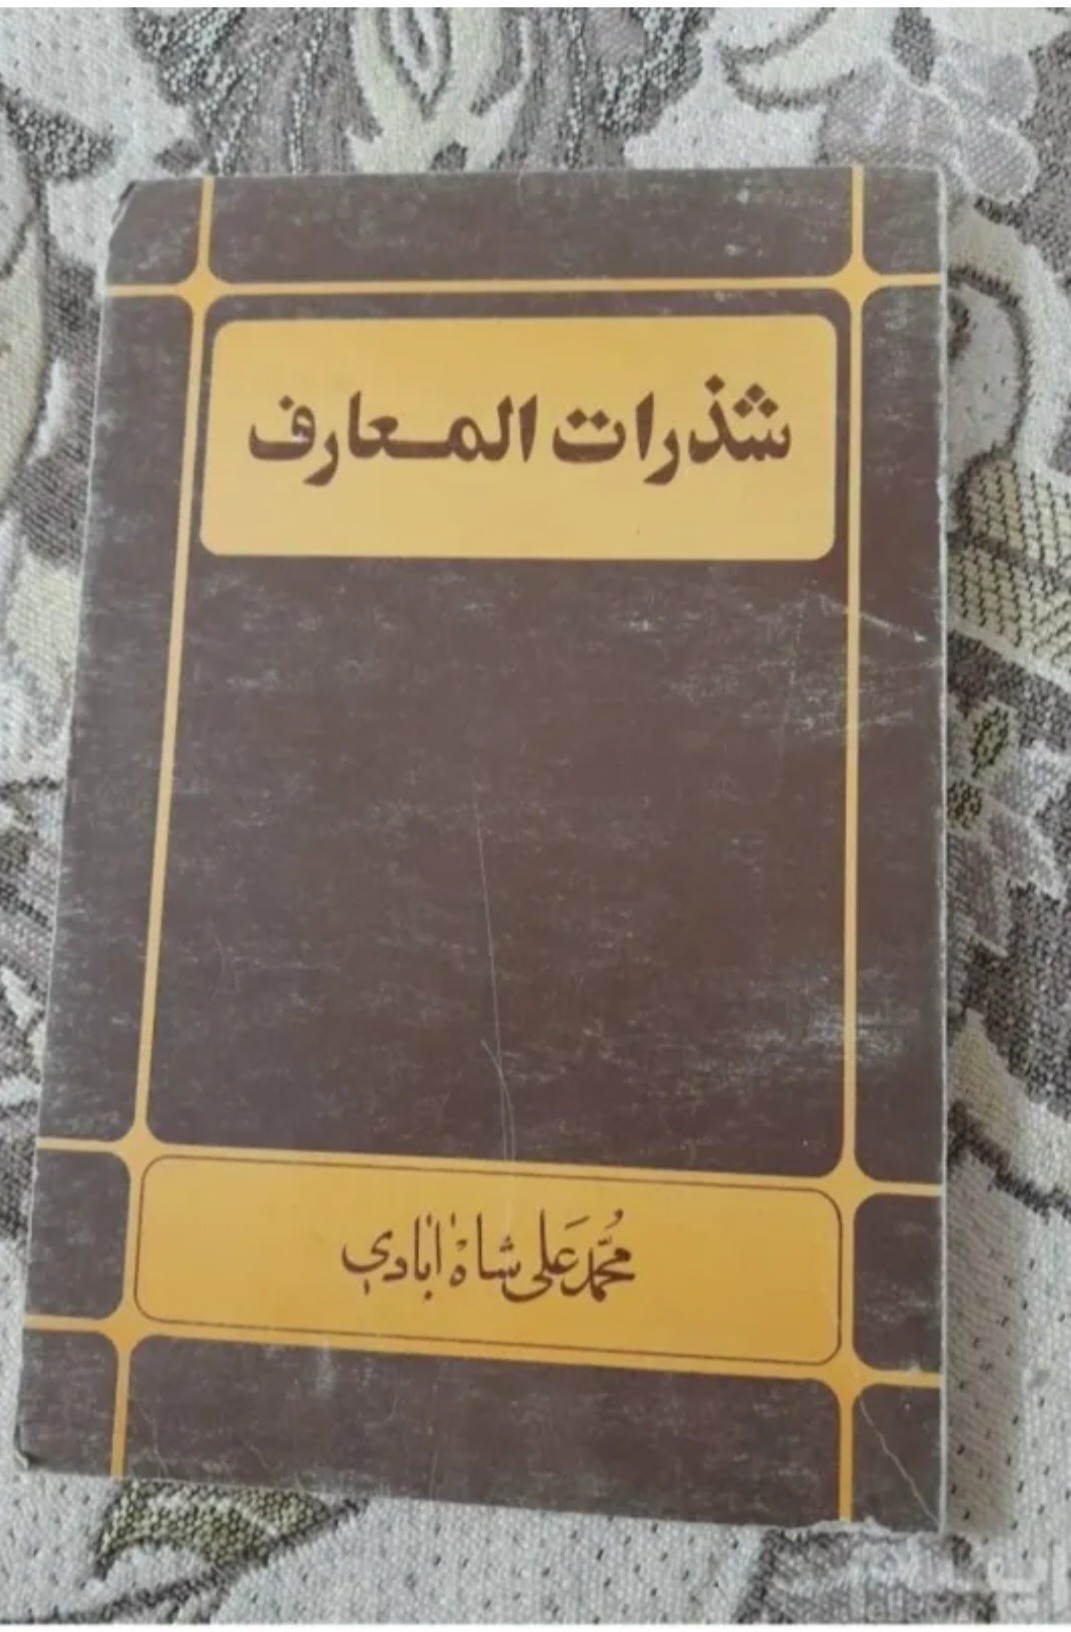 شذرات المعارف
محمد علی شاه آبادی